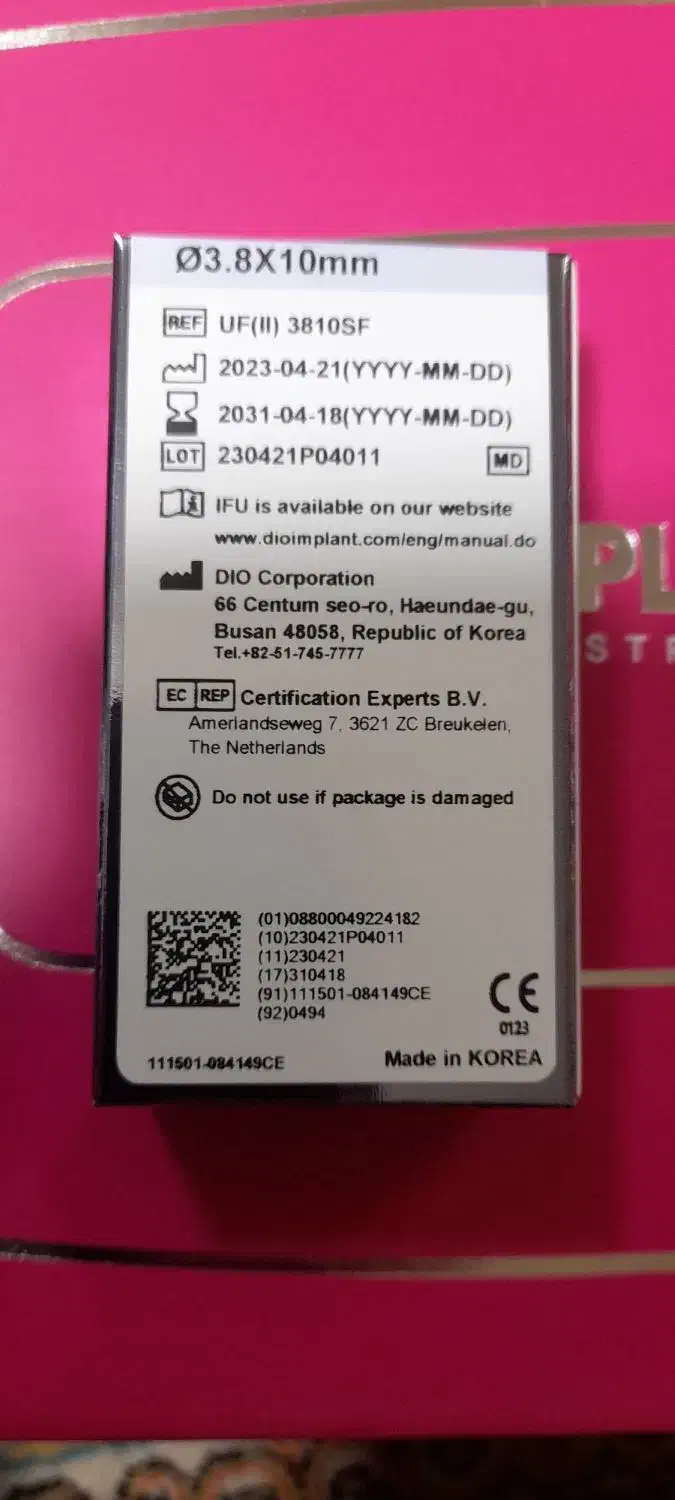 Ø3.8X10mm
REF UF(II) 3810SF
2023-04-21(YYYY-MM-DD)
2031-04-18(YYYY-MM-DD)
LOT 230421P04011 MD
IFU is available on our website
www.dioimplant.com/eng/manual.do
DIO Corporation
66 Centum seo-ro, Haeundae-gu,
Busan 48058, Republic of Korea
Tel.+82-51-745-7777
EC REP Certification Experts B.V.
Amerlandseweg 7, 3621 ZC Breukelen,
The Netherlands
Do not use if package is damaged
(01)08800049224182
(10)230421P04011
(11)230421
(17)310418
(91)111501-084149CE
(92)0494
CE
0123
111501-084149CE Made in KOREA
PL
STR